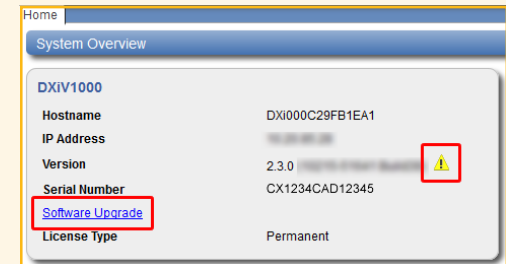 Home
System Overview
DXiV1000
Hostname DXi000C29FB1EA1
IP Address
Version 2.3.0
Serial Number CX1234CAD12345
Software Upgrade
License Type Permanent